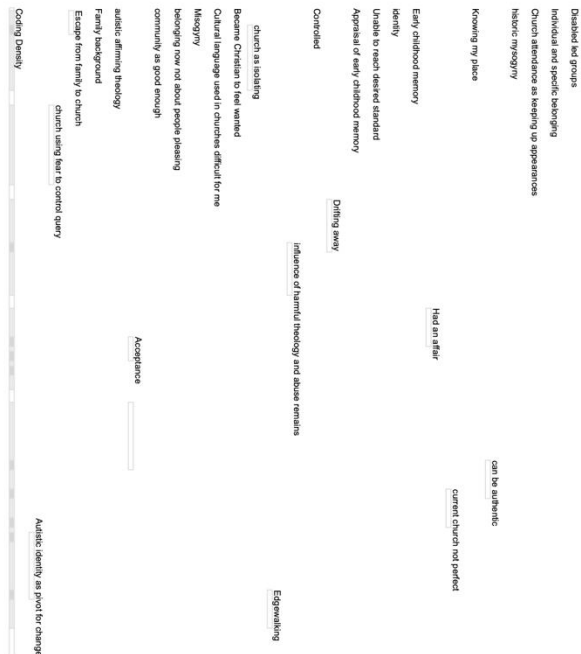 Disabled led groups
Individual and specific belonging
Church attendance as keeping up appearances
historic mysogyny
can be authentic
Knowing my place
current church not perfect
Had an affair
Early childhood memory
identity
Unable to reach desired standard
Appraisal of early childhood memory
Drifting away
Controlled
influence of harmful theology and abuse remains
Edgewalking
church as isolating
Became Christian to feel wanted
Cultural language used in churches difficult for me
Misogyny
belonging now not about people pleasing
community as good enough
Acceptance
autistic affirming theology
Family background
Escape from family to church
church using fear to control query
Autistic identity as pivot for change
Coding Density